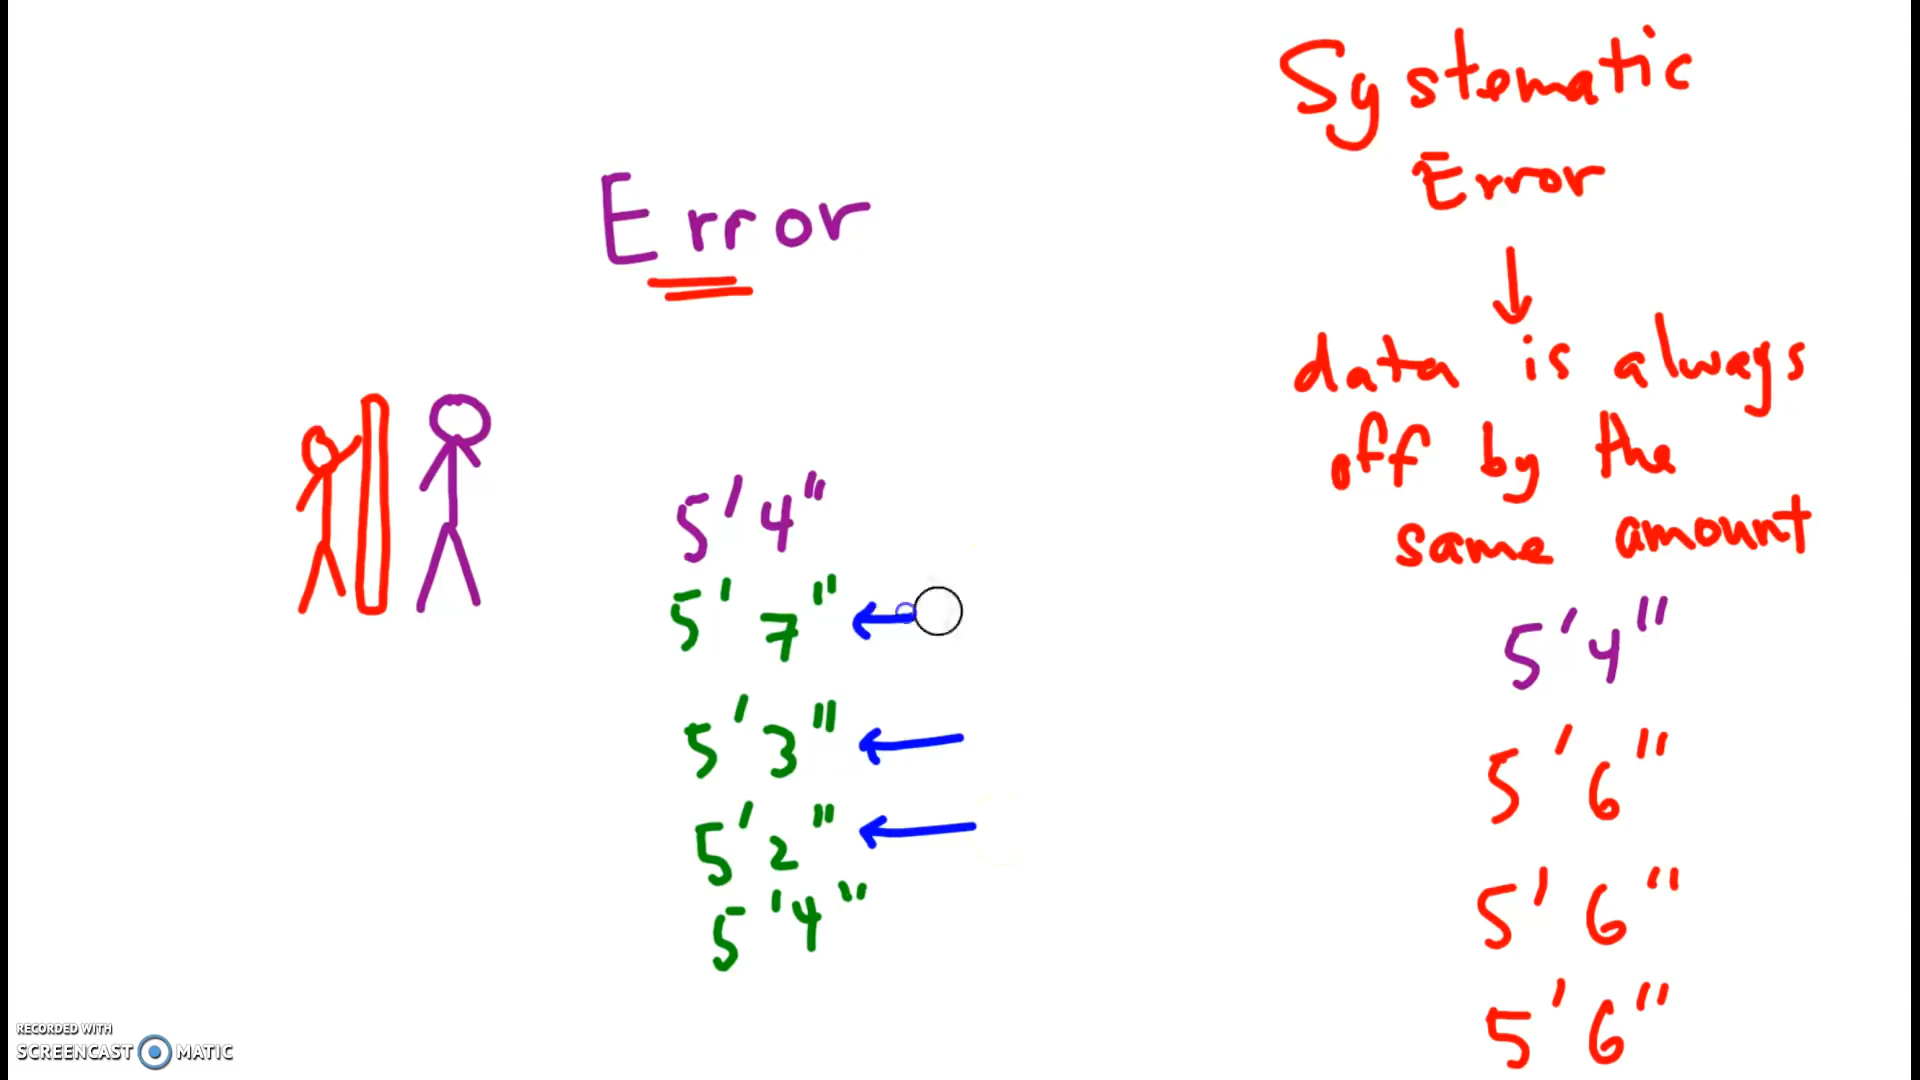 Error
5'4"
5'7"
5'3"
5'2"
5'4"
Systematic
Error
data is always
off by the
same amount
5'4"
5'6"
5'6"
5'6"
RECORDED WITH
SCREENCAST MATIC